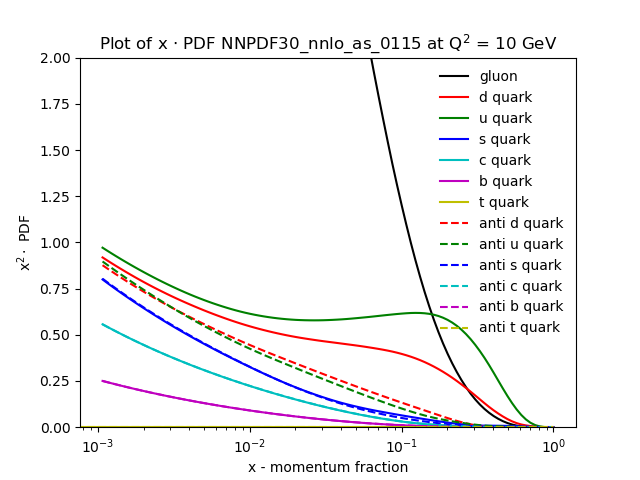 Plot of x · PDF NNPDF30_nnlo_as_0115 at Q² = 10 GeV
2.00
1.75
1.50
1.25
1.00
0.75
0.50
0.25
0.00
x² · PDF
gluon
d quark
u quark
s quark
c quark
b quark
t quark
anti d quark
anti u quark
anti s quark
anti c quark
anti b quark
anti t quark
10⁻³ 10⁻² 10⁻¹ 10⁰
x - momentum fraction